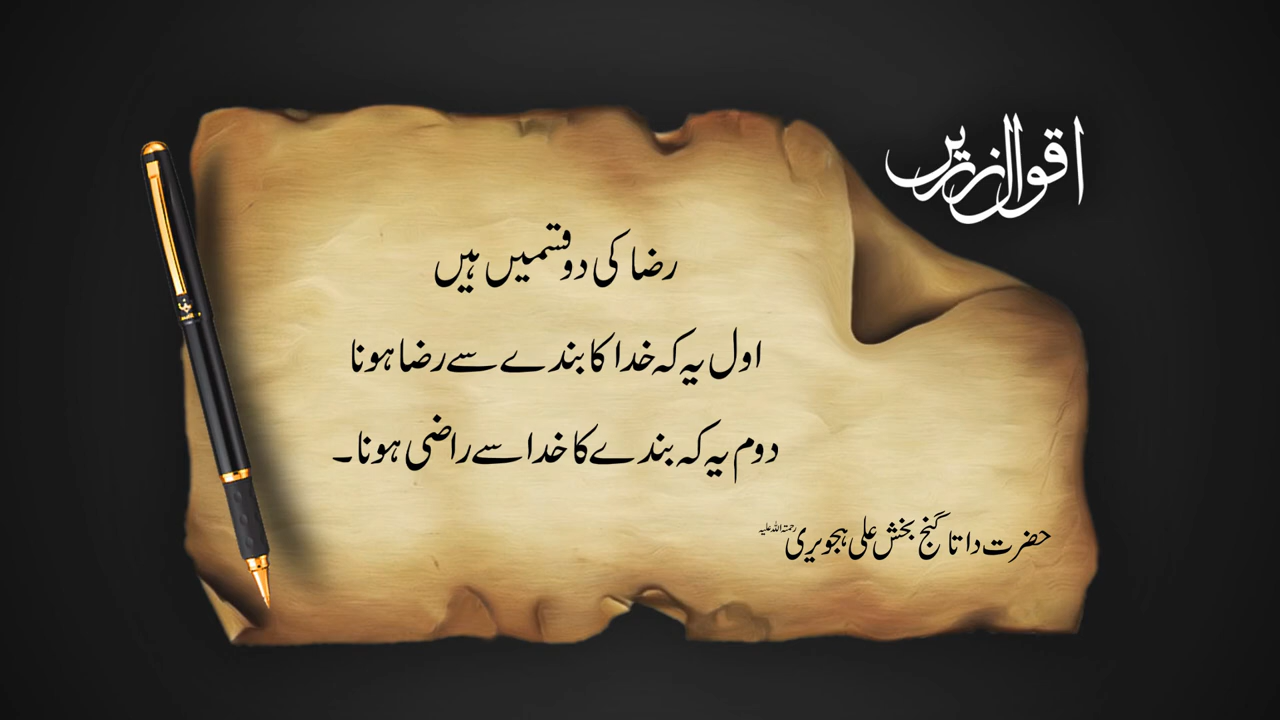 اقوال زریں
رضا کی دو قسمیں ہیں
اول یہ کہ خدا کا بندے سے رضا ہونا
دوم یہ کہ بندے کا خدا سے راضی ہونا۔
حضرت داتا گنج بخش علی ہجویری رحمتہ اللہ علیہ